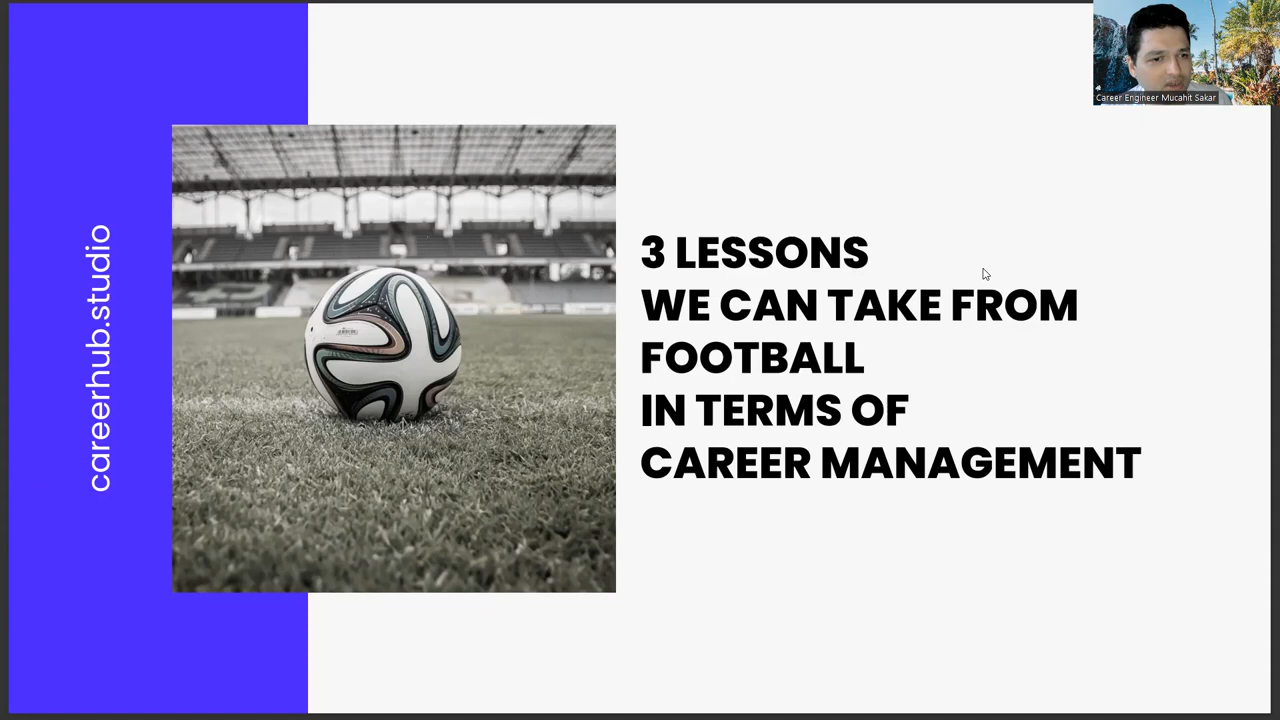 Career Engineer Mucahit Sakar
careerhub.studio
3 LESSONS
WE CAN TAKE FROM
FOOTBALL
IN TERMS OF
CAREER MANAGEMENT